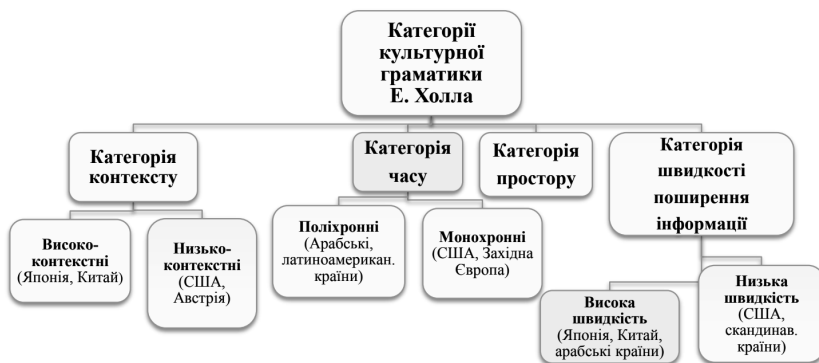 Категорії
культурної
граматики
Е. Холла
Категорія
контексту
Категорія
часу
Категорія
простору
Категорія
швидкості
поширення
інформації
Високо-
контекстні
(Японія, Китай)
Низько-
контекстні
(США,
Австрія)
Поліхронні
(Арабські,
латиноамерикан.
країни)
Монохронні
(США, Західна
Європа)
Висока
швидкість
(Японія, Китай,
арабські країни)
Низька
швидкість
(США,
скандинав.
країни)